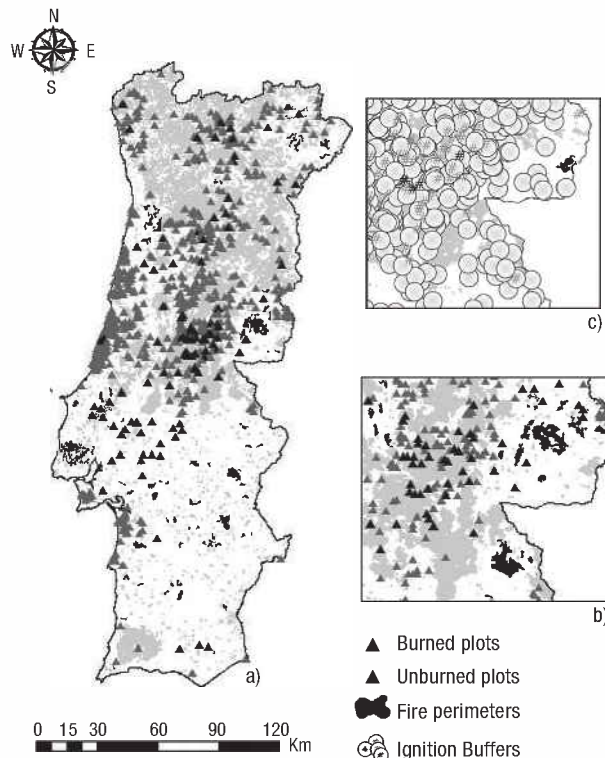 N
W E
S
c)
b)
a)
Burned plots
Unburned plots
Fire perimeters
Ignition Buffers
0 15 30 60 90 120
Km